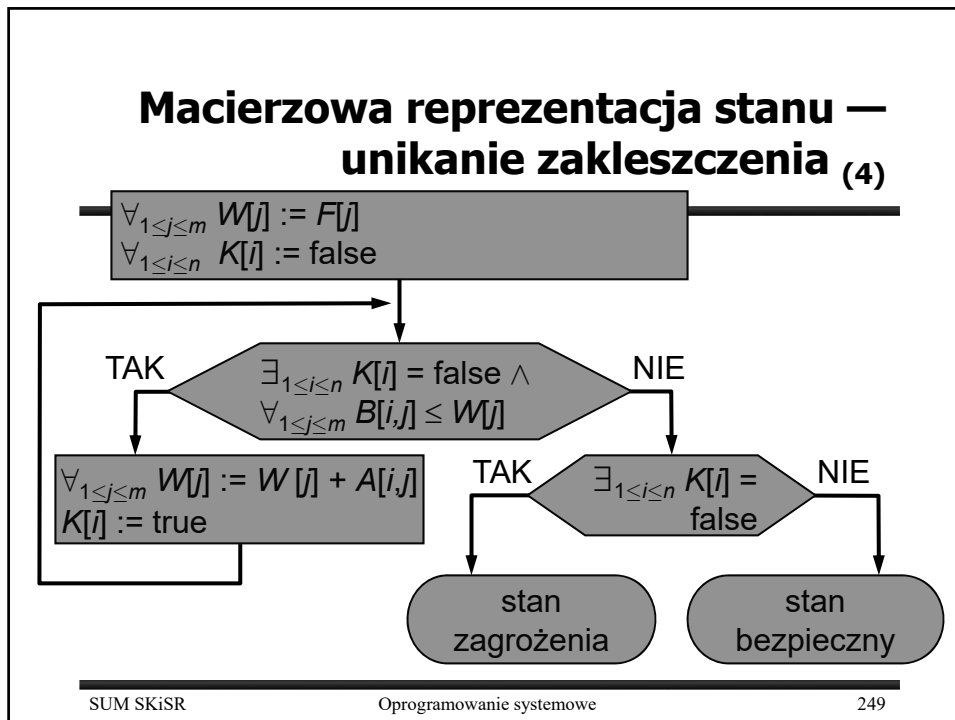 Macierzowa reprezentacja stanu —
unikanie zakleszczenia (4)
∀1≤j≤m W[j] := F[j]
∀1≤i≤n K[i] := false
TAK
∃1≤i≤n K[i] = false ∧
∀1≤j≤m B[i,j] ≤ W[j]
NIE
∀1≤j≤m W[j] := W [j] + A[i,j]
K[i] := true
TAK
∃1≤i≤n K[i] =
false
NIE
stan
zagrożenia
stan
bezpieczny
SUM SKiSR
Oprogramowanie systemowe
249